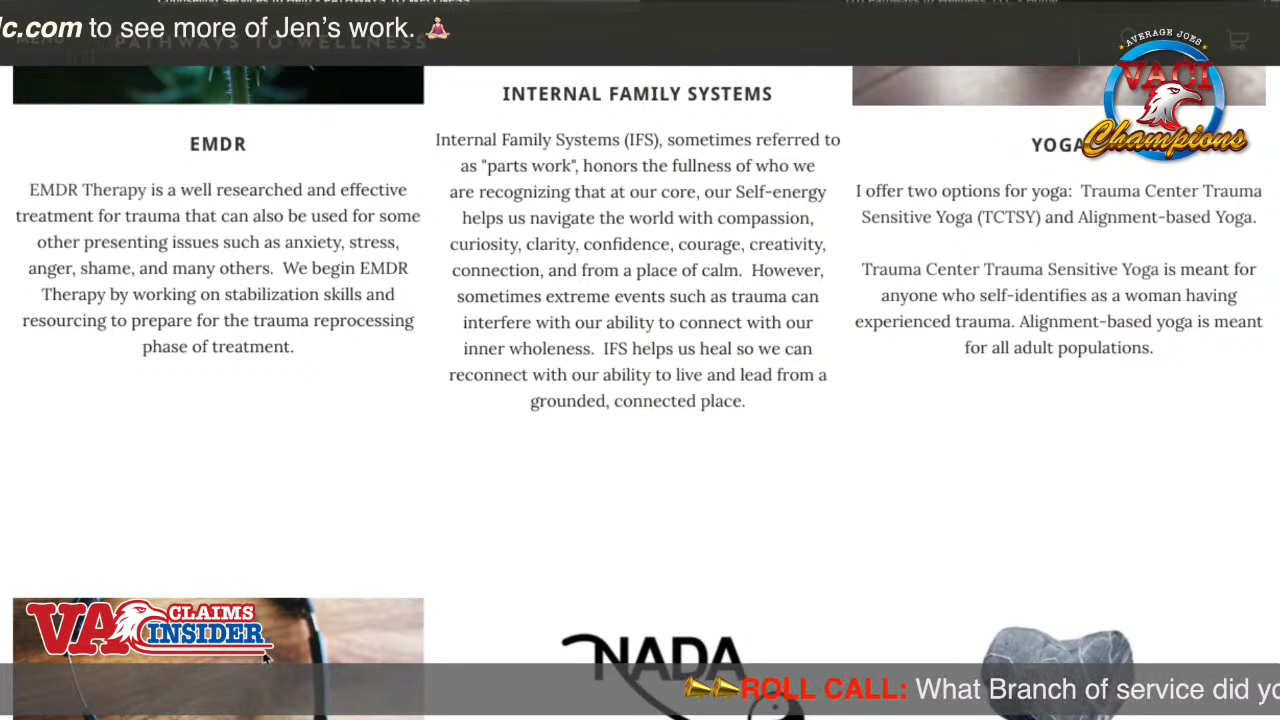 lc.com to see more of Jen's work. 🧘
PATHWAYS TO WELLNESS
AVERAGE JOES
VACI
Champions
EMDR
EMDR Therapy is a well researched and effective
treatment for trauma that can also be used for some
other presenting issues such as anxiety, stress,
anger, shame, and many others.  We begin EMDR
Therapy by working on stabilization skills and
resourcing to prepare for the trauma reprocessing
phase of treatment.
INTERNAL FAMILY SYSTEMS
Internal Family Systems (IFS), sometimes referred to
as "parts work", honors the fullness of who we
are recognizing that at our core, our Self-energy
helps us navigate the world with compassion,
curiosity, clarity, confidence, courage, creativity,
connection, and from a place of calm.  However,
sometimes extreme events such as trauma can
interfere with our ability to connect with our
inner wholeness.  IFS helps us heal so we can
reconnect with our ability to live and lead from a
grounded, connected place.
YOGA
I offer two options for yoga:  Trauma Center Trauma
Sensitive Yoga (TCTSY) and Alignment-based Yoga.
Trauma Center Trauma Sensitive Yoga is meant for
anyone who self-identifies as a woman having
experienced trauma. Alignment-based yoga is meant
for all adult populations.
VA CLAIMS
INSIDER
NADA
📣📣ROLL CALL: What Branch of service did yo